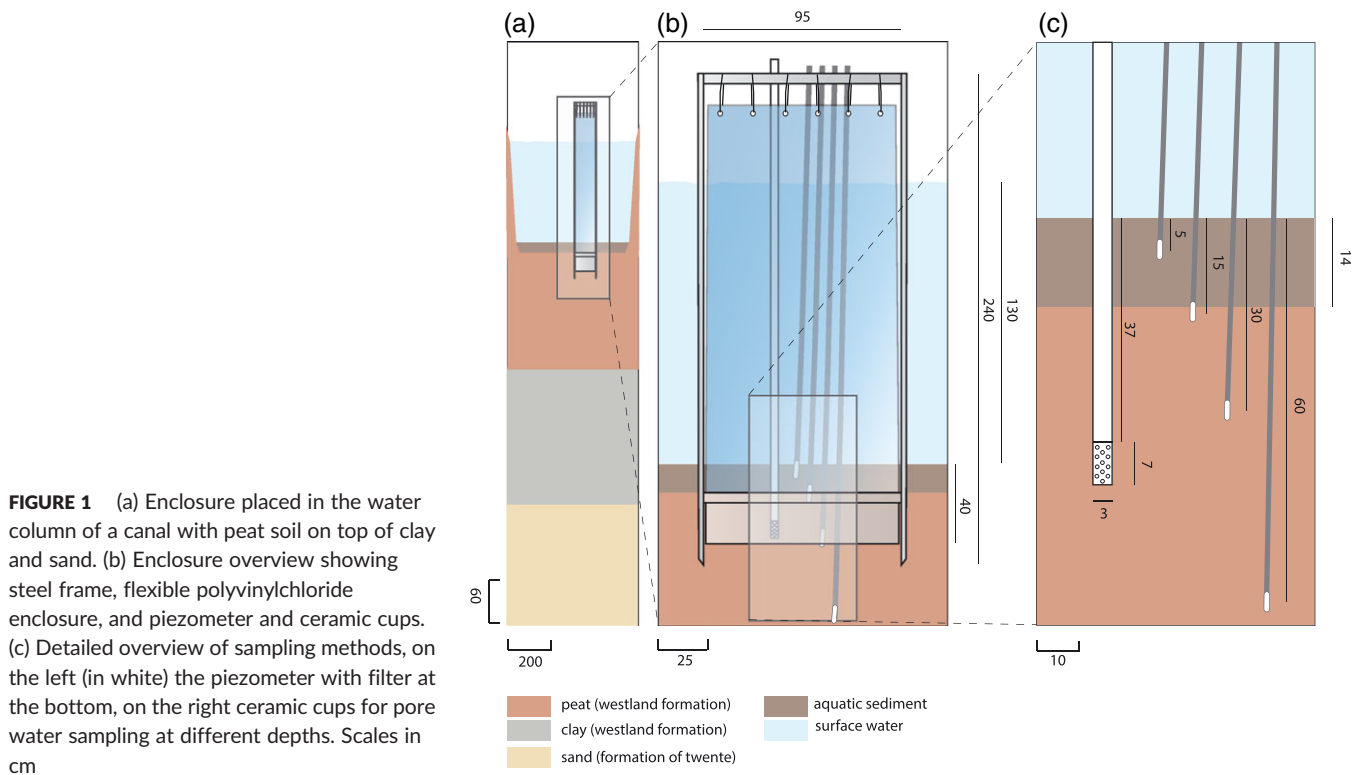 (a)
(b)
(c)
95
240
130
40
60
200
25
5
15
30
60
37
7
3
14
10
peat (westland formation)
clay (westland formation)
sand (formation of twente)
aquatic sediment
surface water
FIGURE 1 (a) Enclosure placed in the water
column of a canal with peat soil on top of clay
and sand. (b) Enclosure overview showing
steel frame, flexible polyvinylchloride
enclosure, and piezometer and ceramic cups.
(c) Detailed overview of sampling methods, on
the left (in white) the piezometer with filter at
the bottom, on the right ceramic cups for pore
water sampling at different depths. Scales in
cm